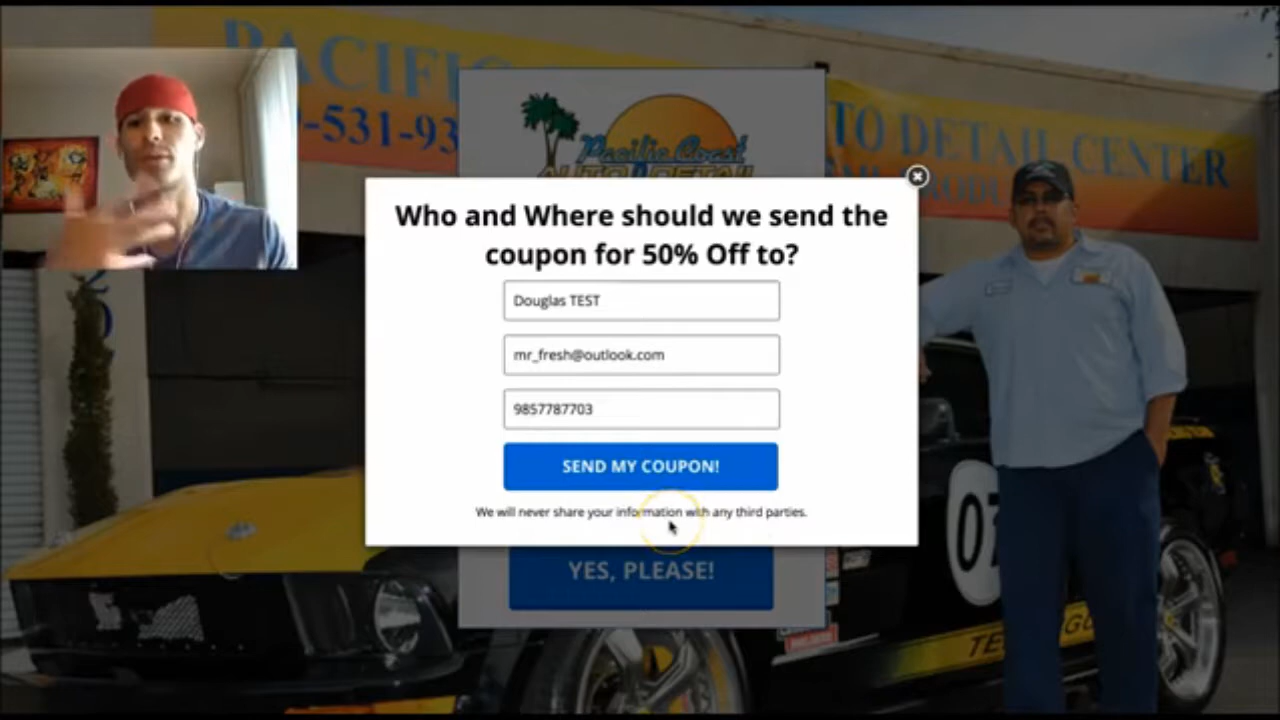 PACIFIC
-531-93
TO DETAIL CENTER
Pacific Coast
AUTO DETAIL
Who and Where should we send the
coupon for 50% Off to?
Douglas TEST
mr_fresh@outlook.com
9857787703
SEND MY COUPON!
We will never share your information with any third parties.
YES, PLEASE!
07